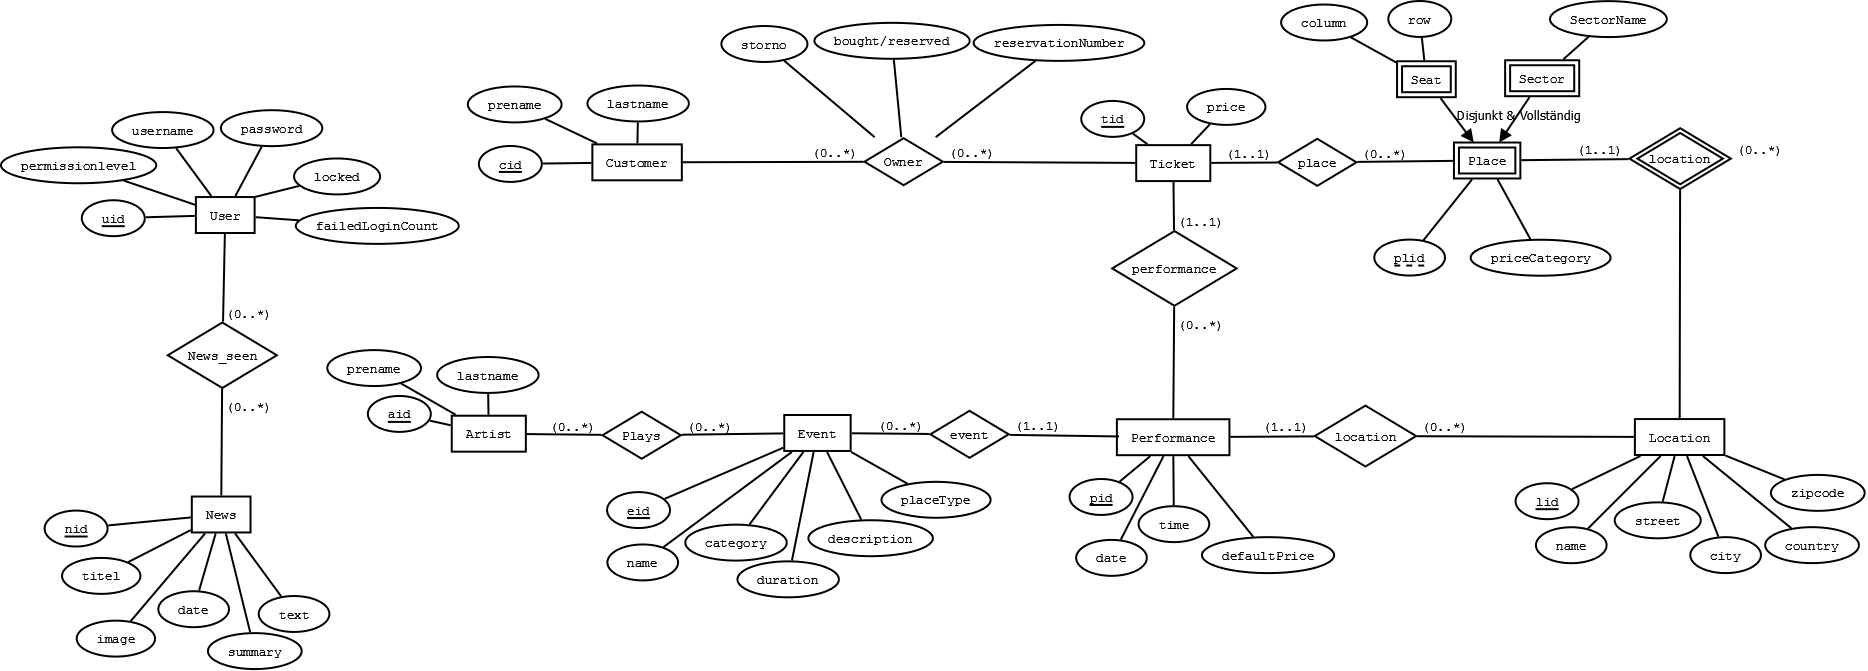 column
row
SectorName
storno
bought/reserved
reservationNumber
Seat
Sector
prename
lastname
tid
price
Disjunkt & Vollständig
username
password
permissionlevel
locked
uid
User
failedLoginCount
cid
Customer
(0..*)
Owner
(0..*)
Ticket
(1..1)
place
(0..*)
Place
(1..1)
location
(0..*)
plid
priceCategory
(1..1)
performance
(0..*)
(0..*)
News_seen
(0..*)
prename
lastname
aid
Artist
(0..*)
Plays
(0..*)
Event
(0..*)
event
(1..1)
Performance
(1..1)
location
(0..*)
Location
eid
name
category
duration
description
placeType
pid
date
time
defaultPrice
lid
name
street
city
country
zipcode
News
nid
titel
image
date
summary
text